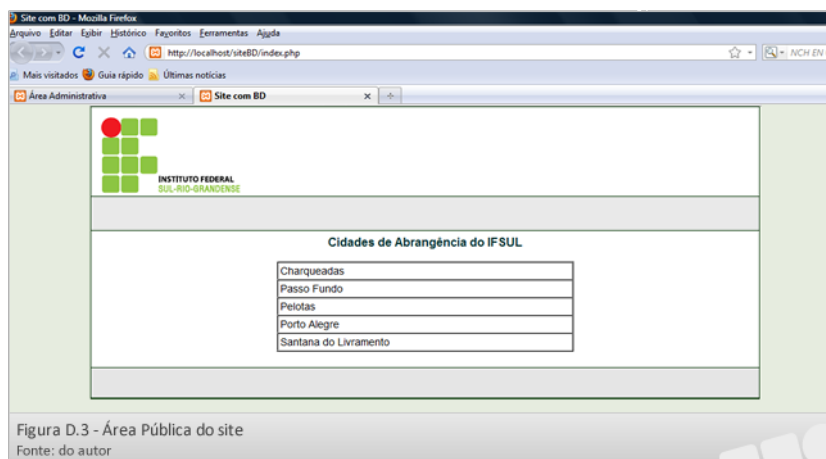 Site com BD - Mozilla Firefox
Arquivo Editar Exibir Histórico Favoritos Ferramentas Ajuda
http://localhost/siteBD/index.php
NCH EN
Mais visitados Guia rápido Últimas notícias
Área Administrativa
Site com BD
INSTITUTO FEDERAL
SUL-RIO-GRANDENSE
Cidades de Abrangência do IFSUL
Charqueadas
Passo Fundo
Pelotas
Porto Alegre
Santana do Livramento
Figura D.3 - Área Pública do site
Fonte: do autor